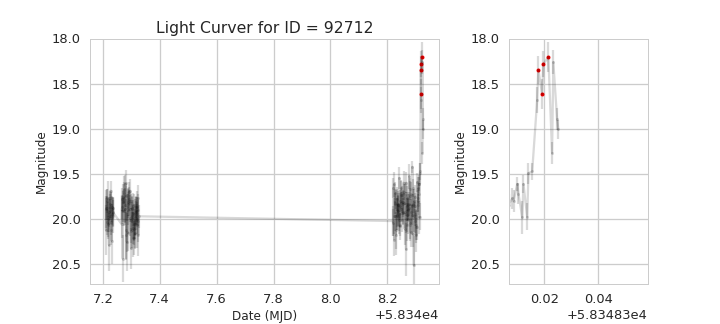 Light Curver for ID = 92712
18.0
18.5
19.0
19.5
20.0
20.5
Magnitude
7.2 7.4 7.6 7.8 8.0 8.2
Date (MJD)
+5.834e4
18.0
18.5
19.0
19.5
20.0
20.5
Magnitude
0.02 0.04
+5.83483e4